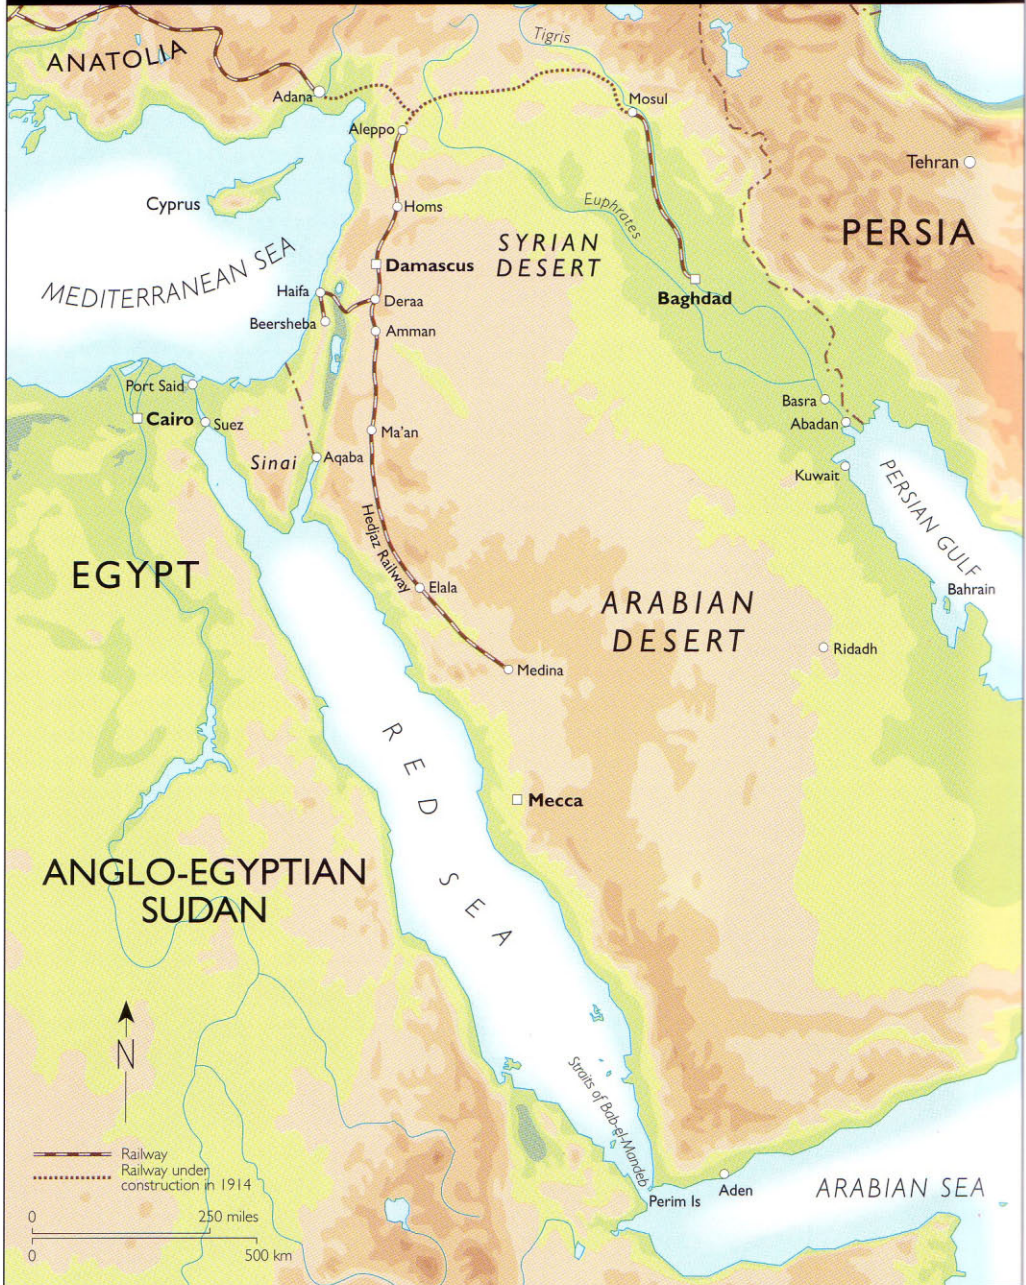 ANATOLIA
Tigris
Adana
Mosul
Aleppo
Tehran
Cyprus
Homs
Euphrates
PERSIA
SYRIAN
DESERT
MEDITERRANEAN SEA
Damascus
Haifa
Deraa
Baghdad
Beersheba
Amman
Port Said
Basra
Cairo
Suez
Abadan
Ma'an
Sinai
Aqaba
Kuwait
PERSIAN GULF
Hedjaz Railway
EGYPT
Elala
Bahrain
ARABIAN
DESERT
Ridadh
Medina
RED SEA
Mecca
ANGLO-EGYPTIAN
SUDAN
N
Straits of Bab-el-Mandeb
Railway
Railway under
construction in 1914
Perim Is
Aden
ARABIAN SEA
0 250 miles
0 500 km